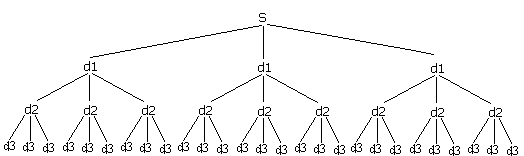 S
d1 d1 d1
d2 d2 d2 d2 d2 d2 d2 d2 d2
d3 d3 d3 d3 d3 d3 d3 d3 d3 d3 d3 d3 d3 d3 d3 d3 d3 d3 d3 d3 d3 d3 d3 d3 d3 d3 d3